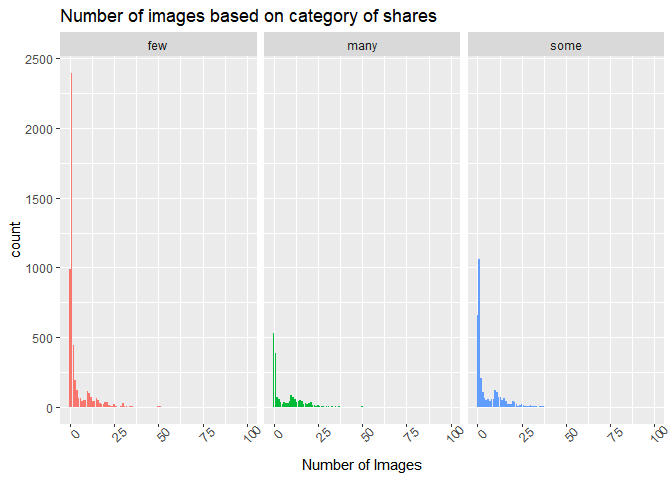 Number of images based on category of shares
few many some
2500
2000
1500
1000
500
0
count
0 25 50 75 100 0 25 50 75 100 0 25 50 75 100
Number of Images